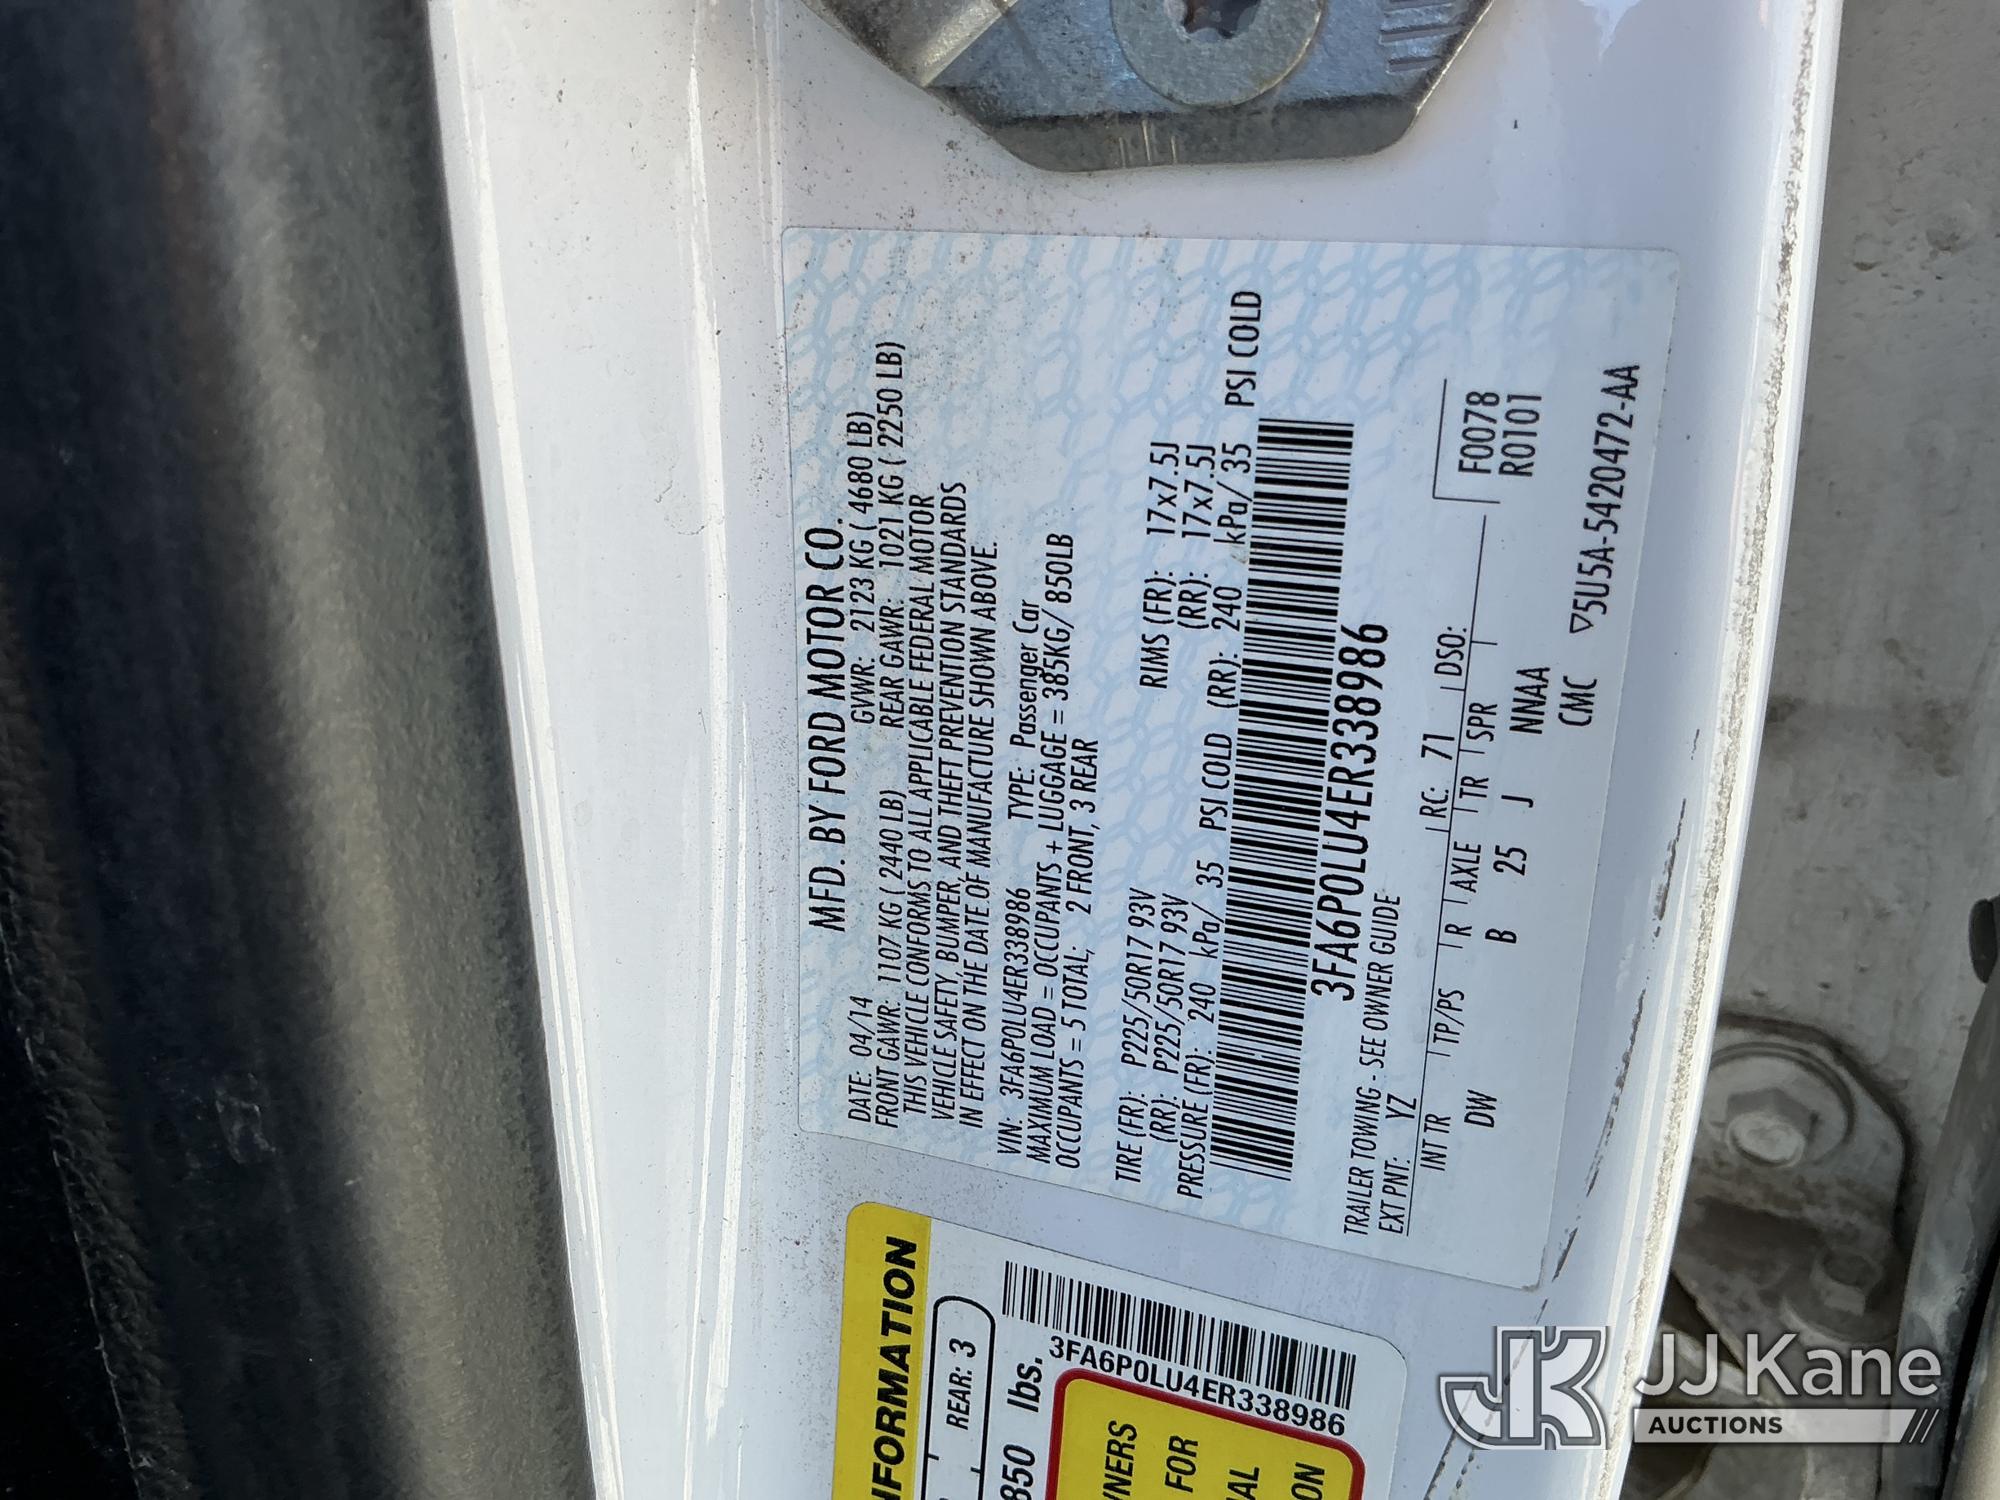 MFD. BY FORD MOTOR CO.
DATE: 04/14 GVWR: 2123 KG ( 4680 LB)
FRONT GAWR: 1107 KG ( 2440 LB) REAR GAWR: 1021 KG ( 2250 LB)
THIS VEHICLE CONFORMS TO ALL APPLICABLE FEDERAL MOTOR
VEHICLE SAFETY, BUMPER, AND THEFT PREVENTION STANDARDS
IN EFFECT ON THE DATE OF MANUFACTURE SHOWN ABOVE.
VIN: 3FA6P0LU4ER338986 TYPE: Passenger Car
MAXIMUM LOAD = OCCUPANTS + LUGGAGE = 385KG/ 850LB
OCCUPANTS = 5 TOTAL; 2 FRONT, 3 REAR
TIRE (FR): P225/50R17 93V RIMS (FR): 17x7.5J
(RR): P225/50R17 93V (RR): 17x7.5J
PRESSURE (FR): 240 kPa/ 35 PSI COLD (RR): 240 kPa/ 35 PSI COLD
3FA6P0LU4ER338986
TRAILER TOWING - SEE OWNER GUIDE
EXT PNT: YZ RC: 71 DSO:
INT TR TP/PS R AXLE TR SPR
DW B 25 J NNAA
F0078
R0101
CMC ▽5U5A-5420472-AA
NFORMATION
REAR: 3
850 lbs.
3FA6P0LU4ER338986
WNERS
FOR
AL
ON
JK JJ Kane
AUCTIONS